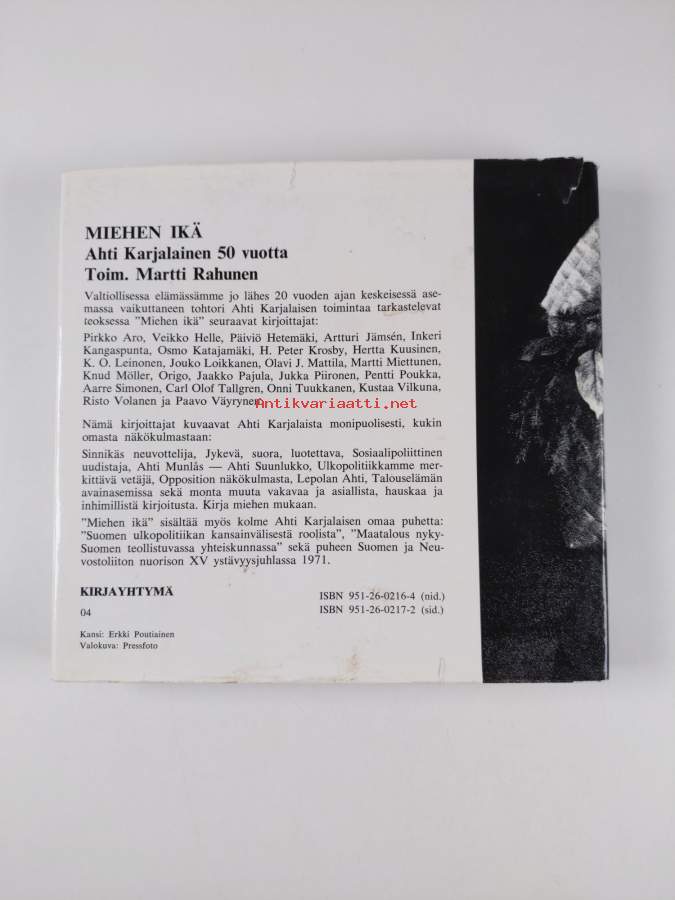 MIEHEN IKÄ
Ahti Karjalainen 50 vuotta
Toim. Martti Rahunen
Valtiollisessa elämässämme jo lähes 20 vuoden ajan keskeisessä ase-
massa vaikuttaneen tohtori Ahti Karjalaisen toimintaa tarkastelevat
teoksessa ”Miehen ikä” seuraavat kirjoittajat:
Pirkko Aro, Veikko Helle, Päiviö Hetemäki, Artturi Jämsén, Inkeri
Kangaspunta, Osmo Katajamäki, H. Peter Krosby, Hertta Kuusinen,
K. O. Leinonen, Jouko Loikkanen, Olavi J. Mattila, Martti Miettunen,
Knud Möller, Origo, Jaakko Pajula, Jukka Piironen, Pentti Poukka,
Aarre Simonen, Carl Olof Tallgren, Onni Tuukkanen, Kustaa Vilkuna,
Risto Volanen ja Paavo Väyrynen.
Antikvariaatti.net
Nämä kirjoittajat kuvaavat Ahti Karjalaista monipuolisesti, kukin
omasta näkökulmastaan:
Sinnikäs neuvottelija, Jykevä, suora, luotettava, Sosiaalipoliittinen
uudistaja, Ahti Munlås — Ahti Suunlukko, Ulkopolitiikkamme mer-
kittävä vetäjä, Opposition näkökulmasta, Lepolan Ahti, Talouselämän
avainasemissa sekä monta muuta vakavaa ja asiallista, hauskaa ja
inhimillistä kirjoitusta. Kirja miehen mukaan.
”Miehen ikä” sisältää myös kolme Ahti Karjalaisen omaa puhetta:
”Suomen ulkopolitiikan kansainvälisestä roolista”, ”Maatalous nyky-
Suomen teollistuvassa yhteiskunnassa” sekä puheen Suomen ja Neu-
vostoliiton nuorison XV ystävyysjuhlassa 1971.
KIRJAYHTYMÄ
04
ISBN 951-26-0216-4 (nid.)
ISBN 951-26-0217-2 (sid.)
Kansi: Erkki Poutiainen
Valokuva: Pressfoto